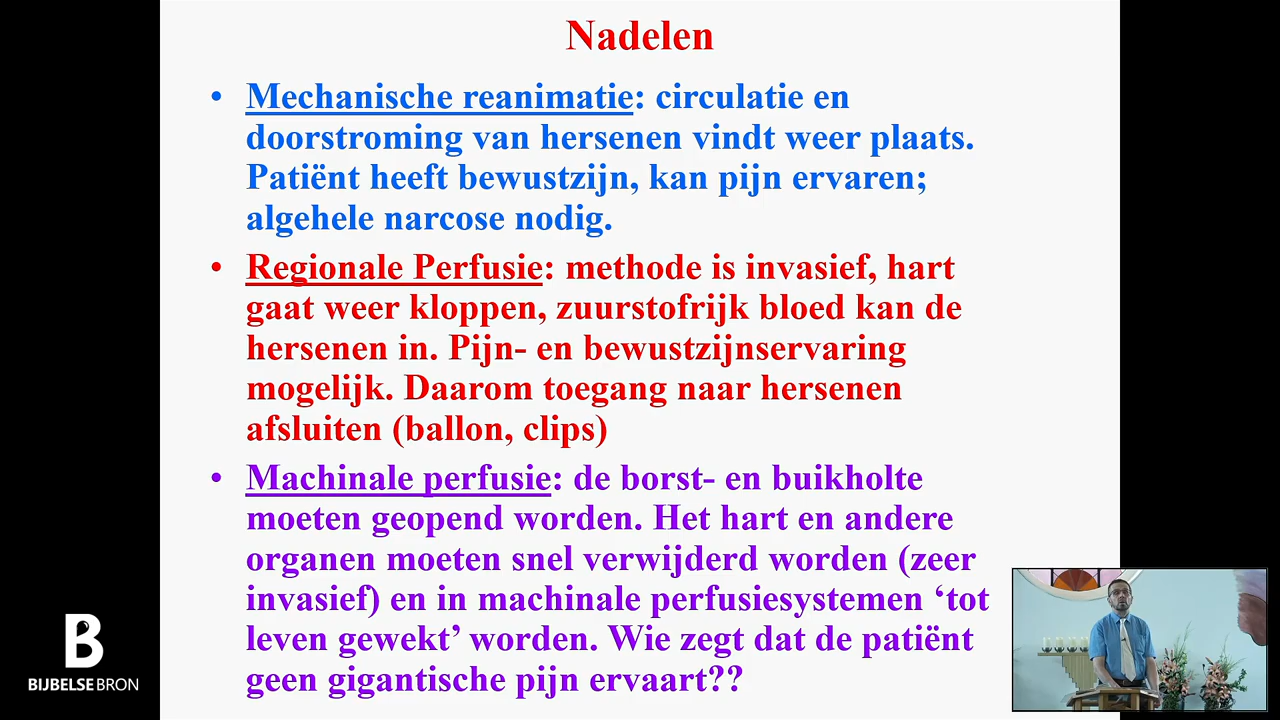 Nadelen
• Mechanische reanimatie: circulatie en
doorstroming van hersenen vindt weer plaats.
Patiënt heeft bewustzijn, kan pijn ervaren;
algehele narcose nodig.
• Regionale Perfusie: methode is invasief, hart
gaat weer kloppen, zuurstofrijk bloed kan de
hersenen in. Pijn- en bewustzijnservaring
mogelijk. Daarom toegang naar hersenen
afsluiten (ballon, clips)
• Machinale perfusie: de borst- en buikholte
moeten geopend worden. Het hart en andere
organen moeten snel verwijderd worden (zeer
invasief) en in machinale perfusiesystemen ‘tot
leven gewekt’ worden. Wie zegt dat de patiënt
geen gigantische pijn ervaart??
B
BIJBELSE BRON